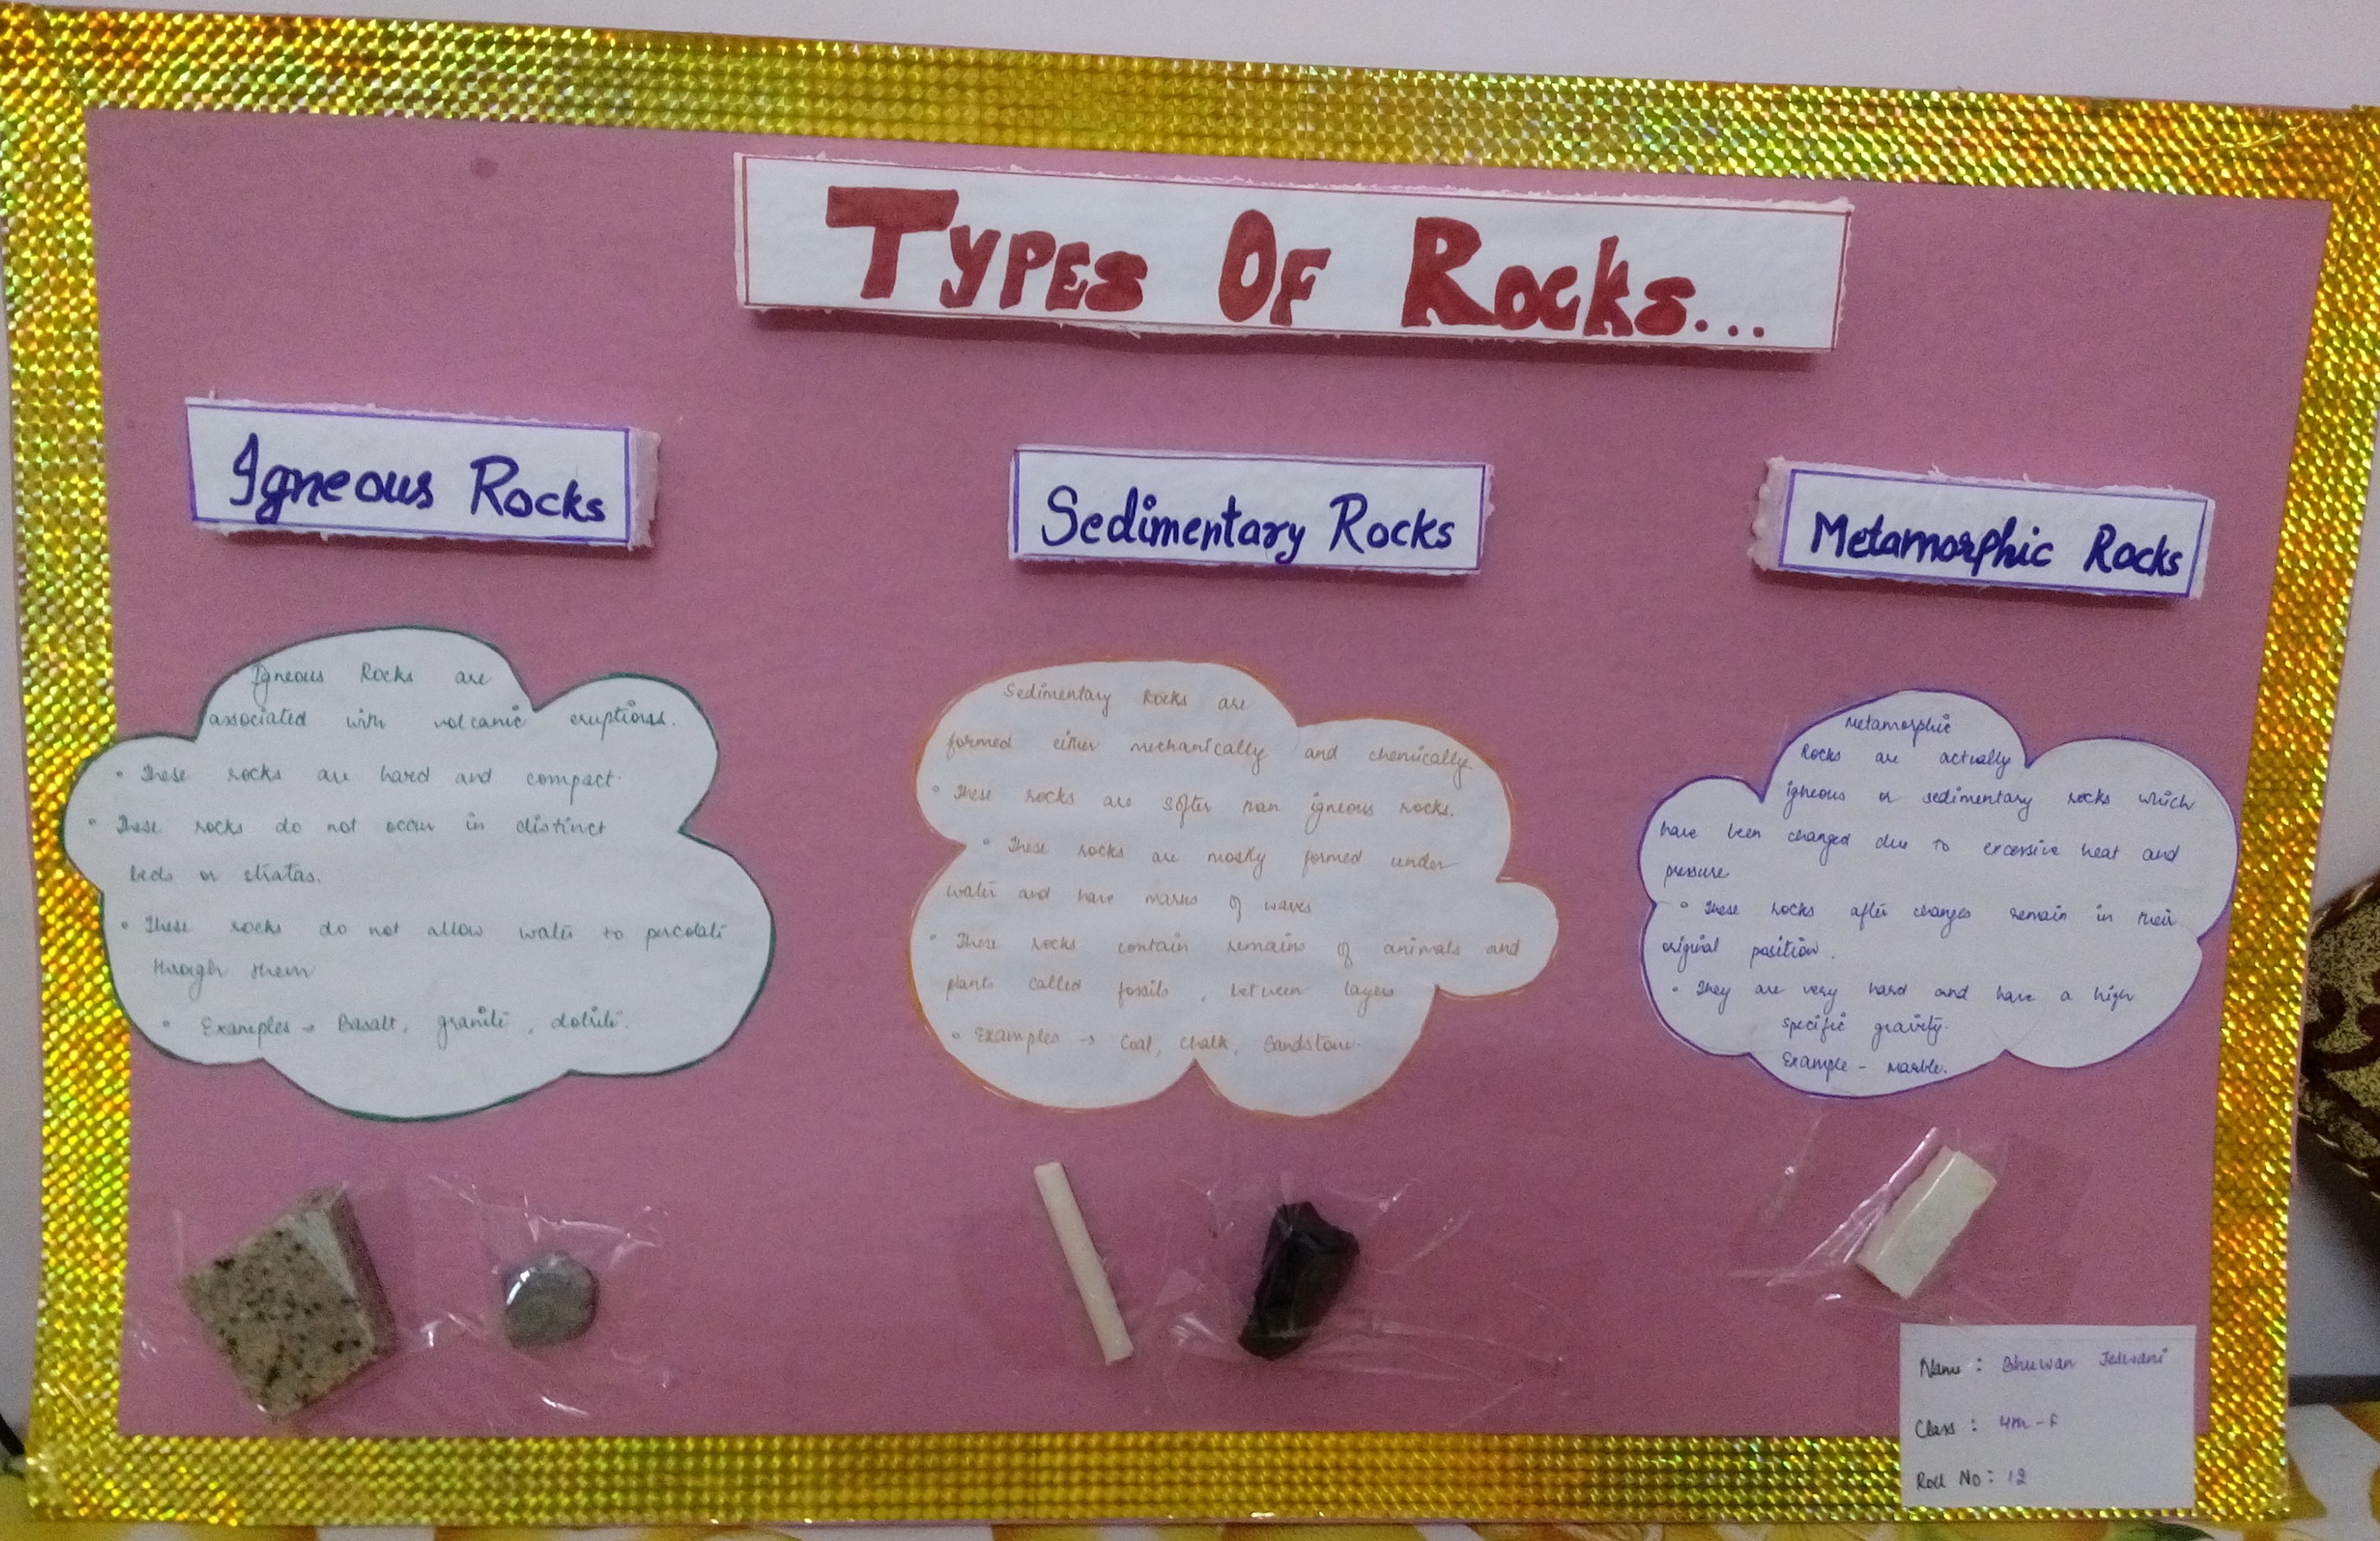 TYPES OF ROCKS...
Igneous Rocks
Igneous Rocks are
associated with volcanic eruptions.
• These rocks are hard and compact.
• These rocks do not occur in distinct
beds or stratas.
• These rocks do not allow water to percolate
through them
• Examples → Basalt, granite, dolrite.
Sedimentary Rocks
Sedimentary Rocks are
formed either mechanically and chemically
• These rocks are softer than igneous rocks.
• These rocks are mostly formed under
water and have marks of waves
• These rocks contain remains of animals and
plants called fossils, between layers
• Examples → Coal, Chalk, Sandstone.
Metamorphic Rocks
Metamorphic
Rocks are actually
igneous or sedimentary rocks which
have been changed due to excessive heat and
pressure
• These rocks after changes remain in their
original position.
• They are very hard and have a high
specific gravity.
Example - Marble.
Name : Bhuwan Jeswani
Class : 4th - F
Roll No : 12